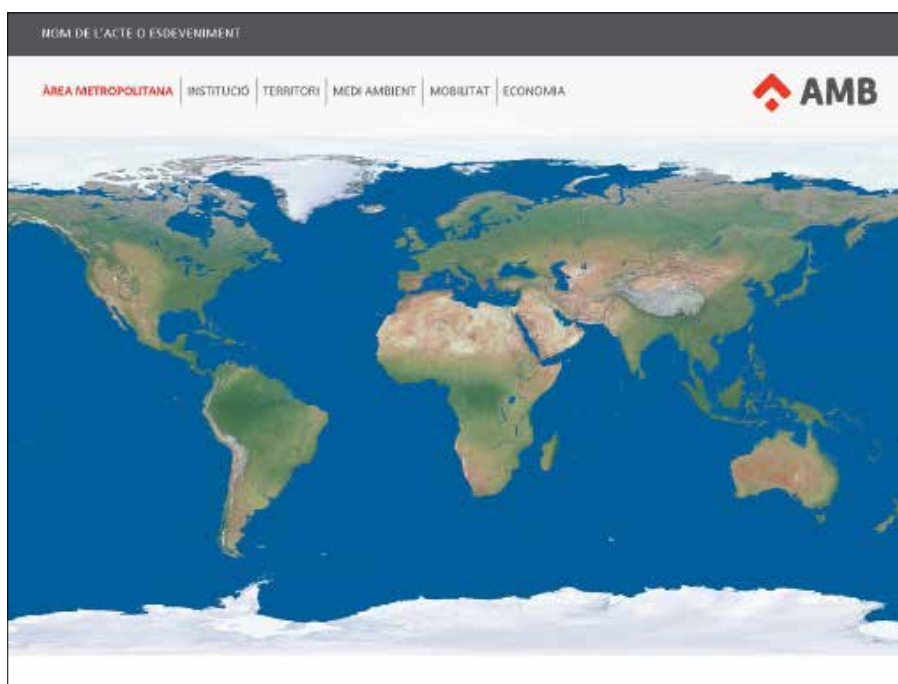 NOM DE L'ACTE O ESDEVENIMENT
ÀREA METROPOLITANA INSTITUCIÓ TERRITORI MEDI AMBIENT MOBILITAT ECONOMIA
AMB